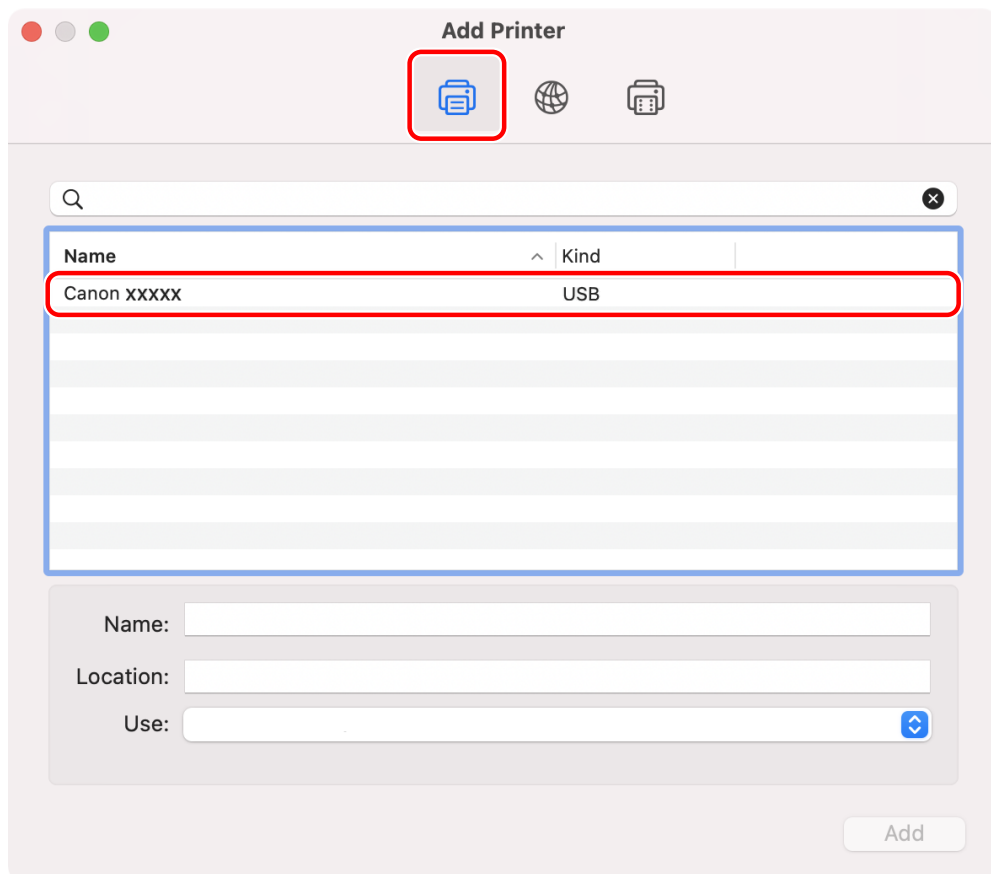 Add Printer
Name Kind
Canon xxxxx USB
Name:
Location:
Use:
Add